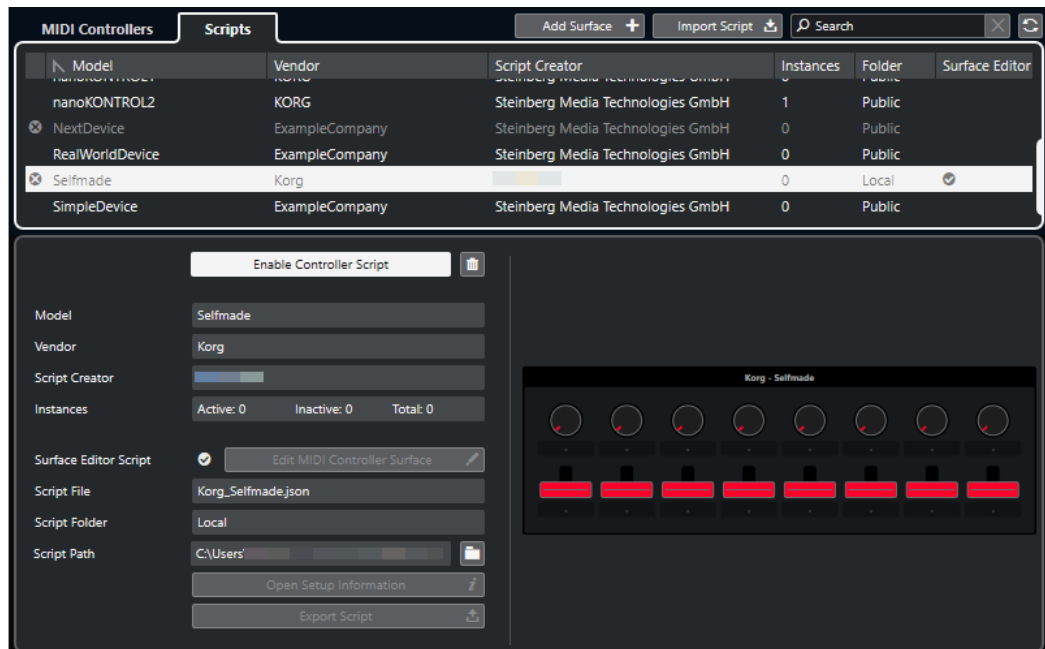 MIDI Controllers Scripts Add Surface Import Script Search
Model Vendor Script Creator Instances Folder Surface Editor
nanoKONTROL2 KORG Steinberg Media Technologies GmbH 1 Public
NextDevice ExampleCompany Steinberg Media Technologies GmbH 0 Public
RealWorldDevice ExampleCompany Steinberg Media Technologies GmbH 0 Public
Selfmade Korg 0 Local
SimpleDevice ExampleCompany Steinberg Media Technologies GmbH 0 Public
Enable Controller Script
Model Selfmade
Vendor Korg
Script Creator
Instances Active: 0 Inactive: 0 Total: 0
Surface Editor Script Edit MIDI Controller Surface
Script File Korg_Selfmade.json
Script Folder Local
Script Path C:\Users\
Open Setup Information
Export Script
Korg - Selfmade